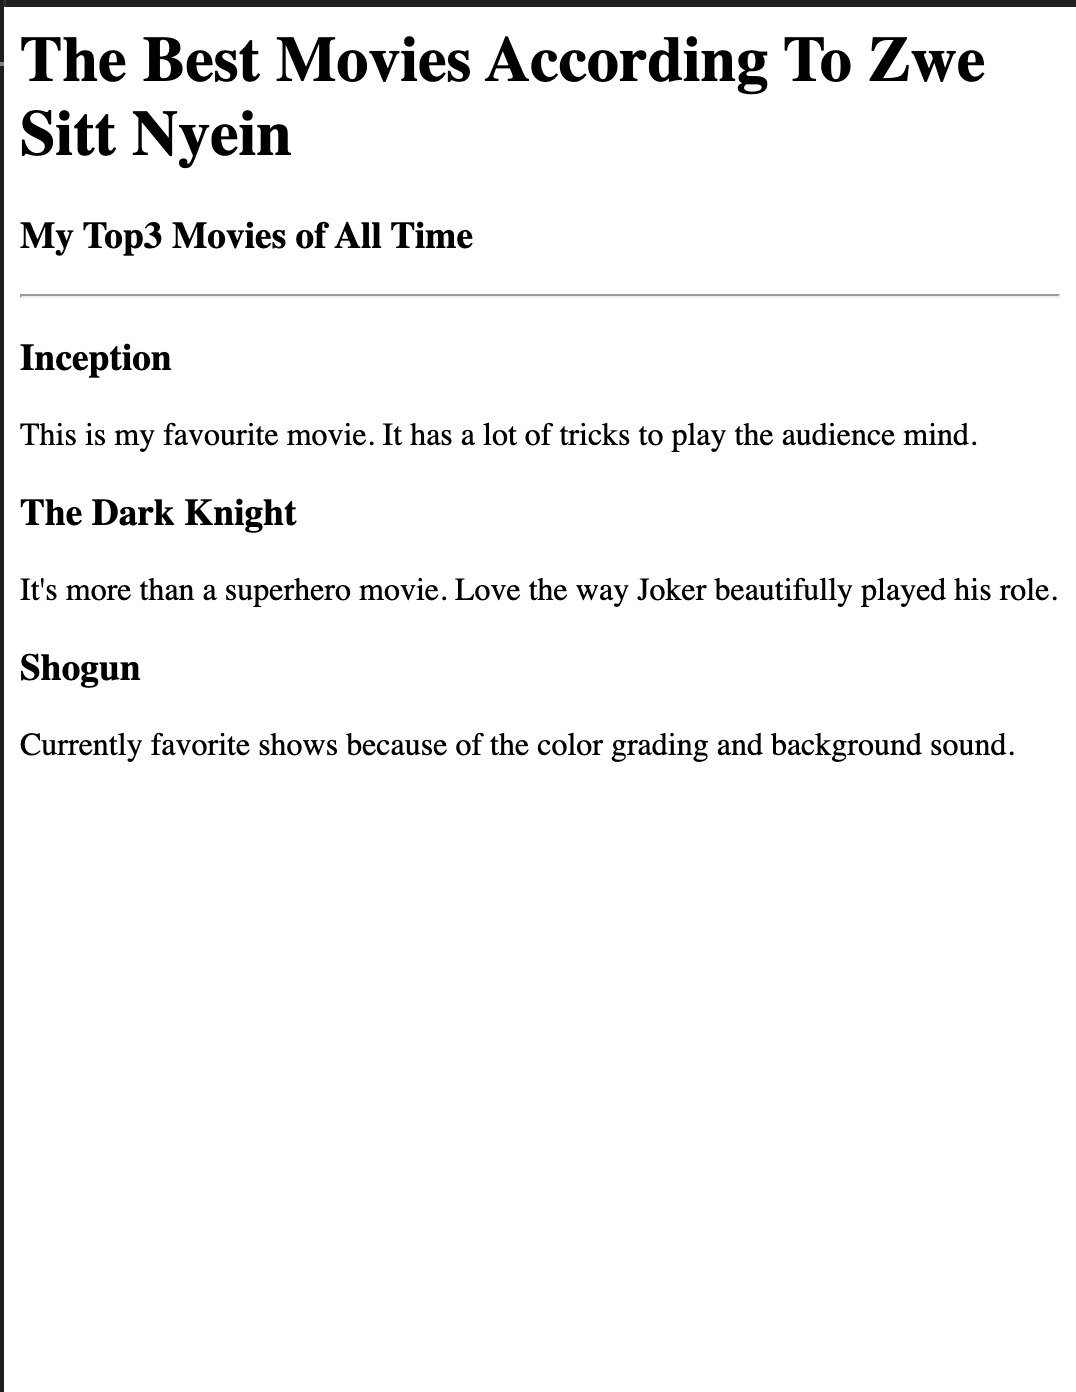 The Best Movies According To Zwe
Sitt Nyein
My Top3 Movies of All Time
Inception
This is my favourite movie. It has a lot of tricks to play the audience mind.
The Dark Knight
It's more than a superhero movie. Love the way Joker beautifully played his role.
Shogun
Currently favorite shows because of the color grading and background sound.